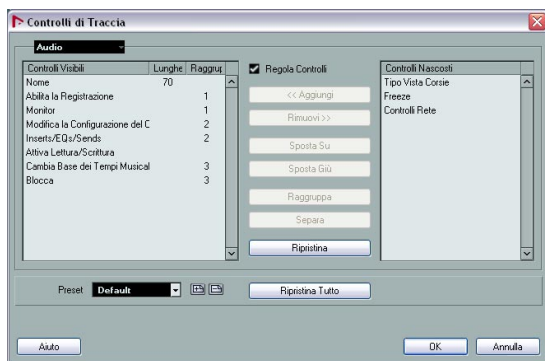 Controlli di Traccia
Audio
Controlli Visibili Lunghe Raggrup
Nome 70
Abilita la Registrazione 1
Monitor 1
Modifica la Configurazione del C 2
Inserts/EQs/Sends 2
Attiva Lettura/Scrittura
Cambia Base dei Tempi Musical 3
Blocca 3
Regola Controlli
<< Aggiungi
Rimuovi >>
Sposta Su
Sposta Giù
Raggruppa
Separa
Ripristina
Controlli Nascosti
Tipo Vista Corsie
Freeze
Controlli Rete
Preset Default
Ripristina Tutto
Aiuto
OK
Annulla